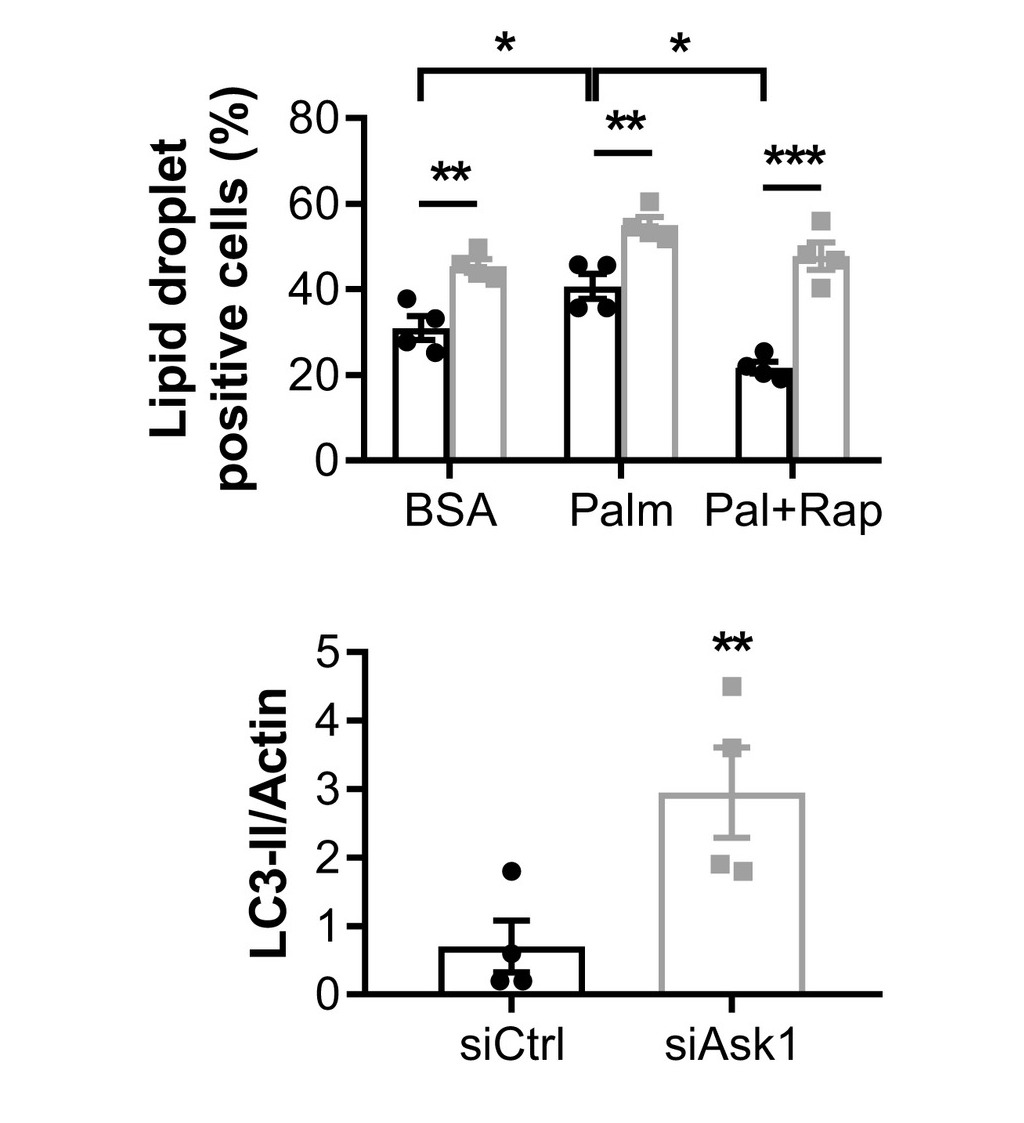 * *
Lipid droplet
positive cells (%)
80
60
40
20
0
** ** ***
BSA Palm Pal+Rap
LC3-II/Actin
5
4
3
2
1
0
**
siCtrl siAsk1